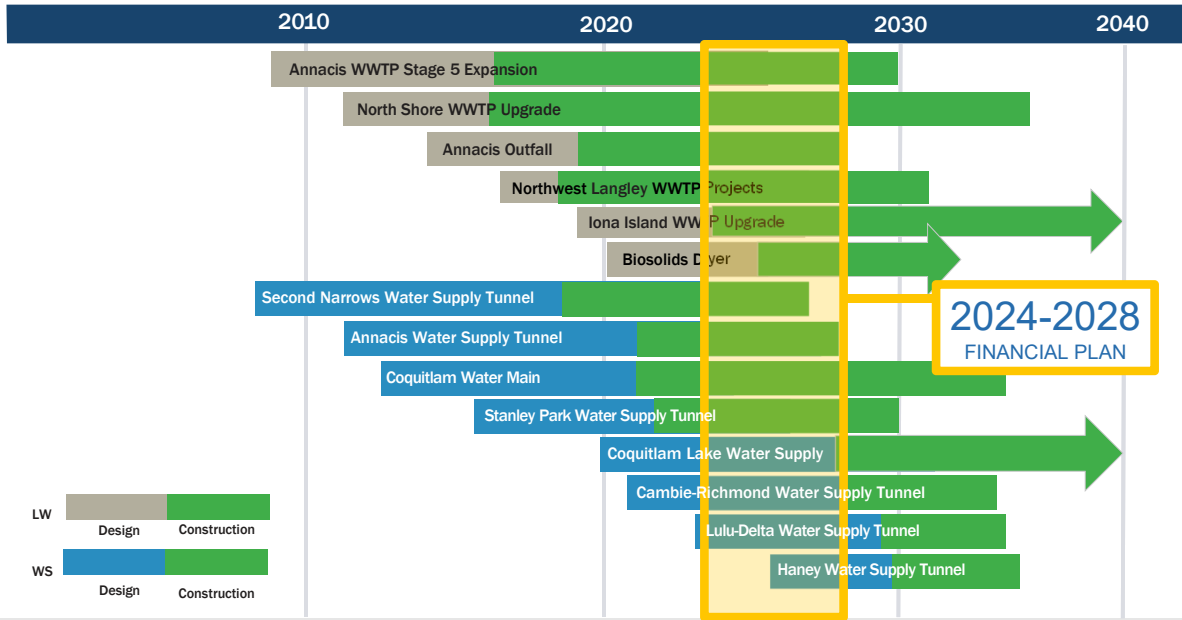 2010 2020 2030 2040
Annacis WWTP Stage 5 Expansion
North Shore WWTP Upgrade
Annacis Outfall
Northwest Langley WWTP Projects
Iona Island WWTP Upgrade
Biosolids Dryer
Second Narrows Water Supply Tunnel
2024-2028
FINANCIAL PLAN
Annacis Water Supply Tunnel
Coquitlam Water Main
Stanley Park Water Supply Tunnel
Coquitlam Lake Water Supply
Cambie-Richmond Water Supply Tunnel
Lulu-Delta Water Supply Tunnel
Haney Water Supply Tunnel
LW
Design Construction
WS
Design Construction